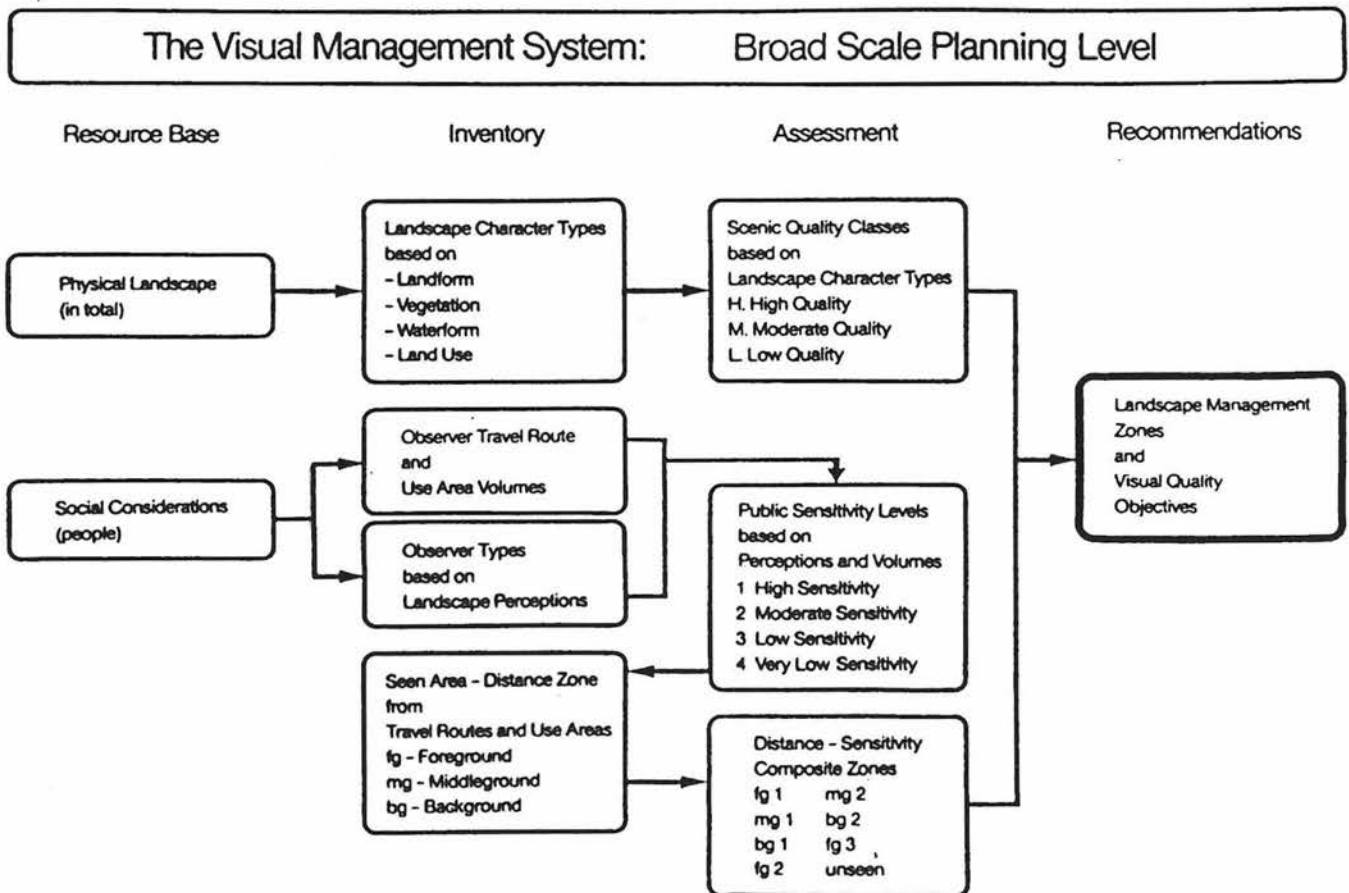 The Visual Management System: Broad Scale Planning Level
Resource Base
Inventory
Assessment
Recommendations
Physical Landscape
(in total)
Landscape Character Types
based on
- Landform
- Vegetation
- Waterform
- Land Use
Scenic Quality Classes
based on
Landscape Character Types
H. High Quality
M. Moderate Quality
L. Low Quality
Social Considerations
(people)
Observer Travel Route
and
Use Area Volumes
Observer Types
based on
Landscape Perceptions
Public Sensitivity Levels
based on
Perceptions and Volumes
1 High Sensitivity
2 Moderate Sensitivity
3 Low Sensitivity
4 Very Low Sensitivity
Seen Area - Distance Zone
from
Travel Routes and Use Areas
fg - Foreground
mg - Middleground
bg - Background
Distance - Sensitivity
Composite Zones
fg 1 mg 2
mg 1 bg 2
bg 1 fg 3
fg 2 unseen
Landscape Management
Zones
and
Visual Quality
Objectives